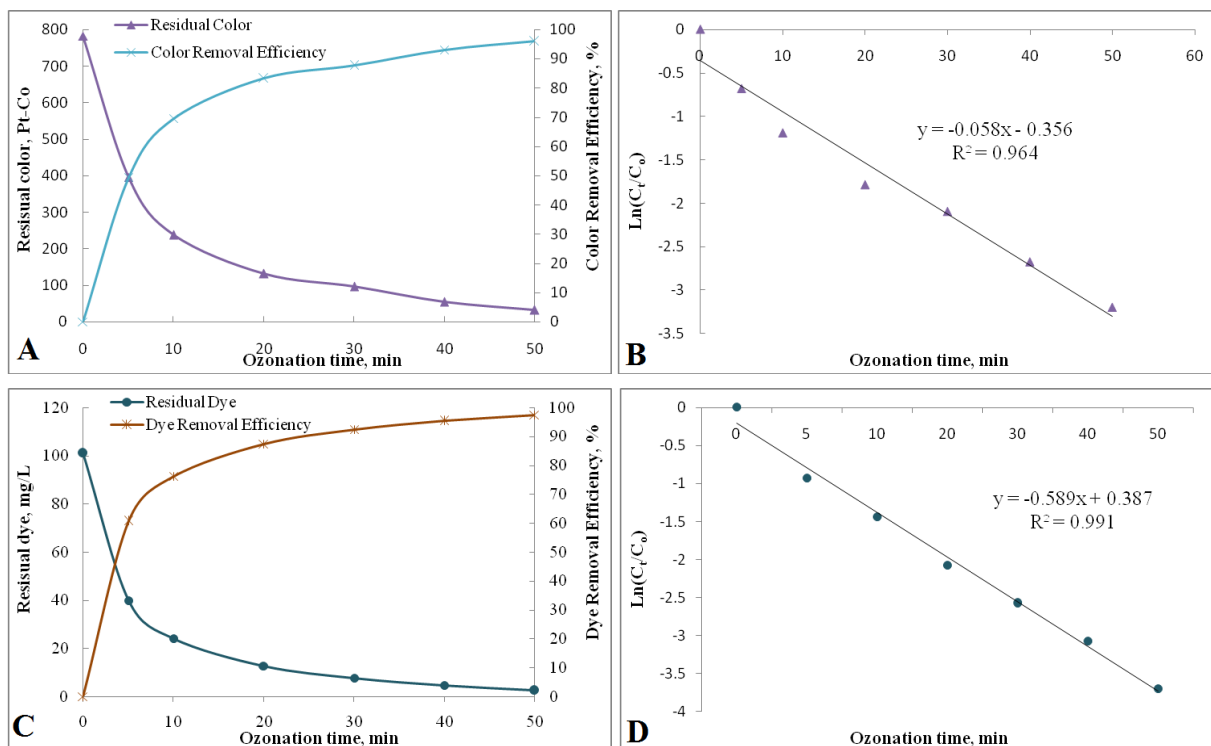 Residual Color
Color Removal Efficiency
Resisual color, Pt-Co
800
700
600
500
400
300
200
100
0
100
90
80
70
60
50
40
30
20
10
0
Color Removal Efficiency, %
0 10 20 30 40 50
Ozonation time, min
A
Ln(Ct/Co)
0
-0.5
-1
-1.5
-2
-2.5
-3
-3.5
0 10 20 30 40 50 60
y = -0.058x - 0.356
R² = 0.964
Ozonation time, min
B
Residual Dye
Dye Removal Efficiency
Resisual dye, mg/L
120
100
80
60
40
20
0
100
90
80
70
60
50
40
30
20
10
0
Dye Removal Efficiency, %
0 10 20 30 40 50
Ozonation time, min
C
Ln(Ct/Co)
0
-0.5
-1
-1.5
-2
-2.5
-3
-3.5
-4
0 5 10 20 30 40 50
y = -0.589x + 0.387
R² = 0.991
Ozonation time, min
D